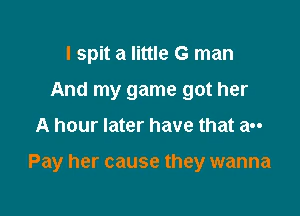 I spit a little G man
And my game got her
A hour later have that a••
Pay her cause they wanna